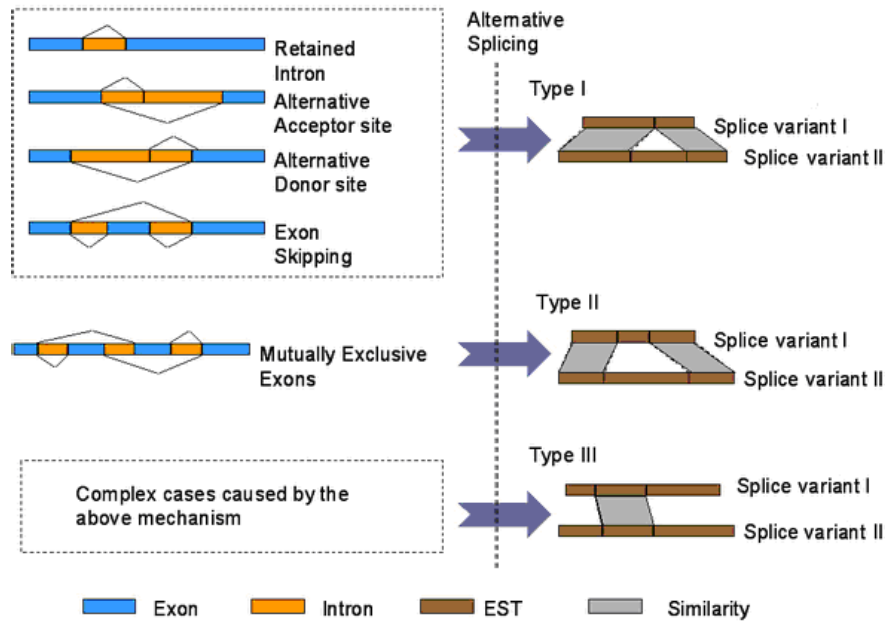 Alternative
Splicing
Retained
Intron
Alternative
Acceptor site
Alternative
Donor site
Exon
Skipping
Type I
Splice variant I
Splice variant II
Mutually Exclusive
Exons
Type II
Splice variant I
Splice variant II
Complex cases caused by the
above mechanism
Type III
Splice variant I
Splice variant II
Exon
Intron
EST
Similarity